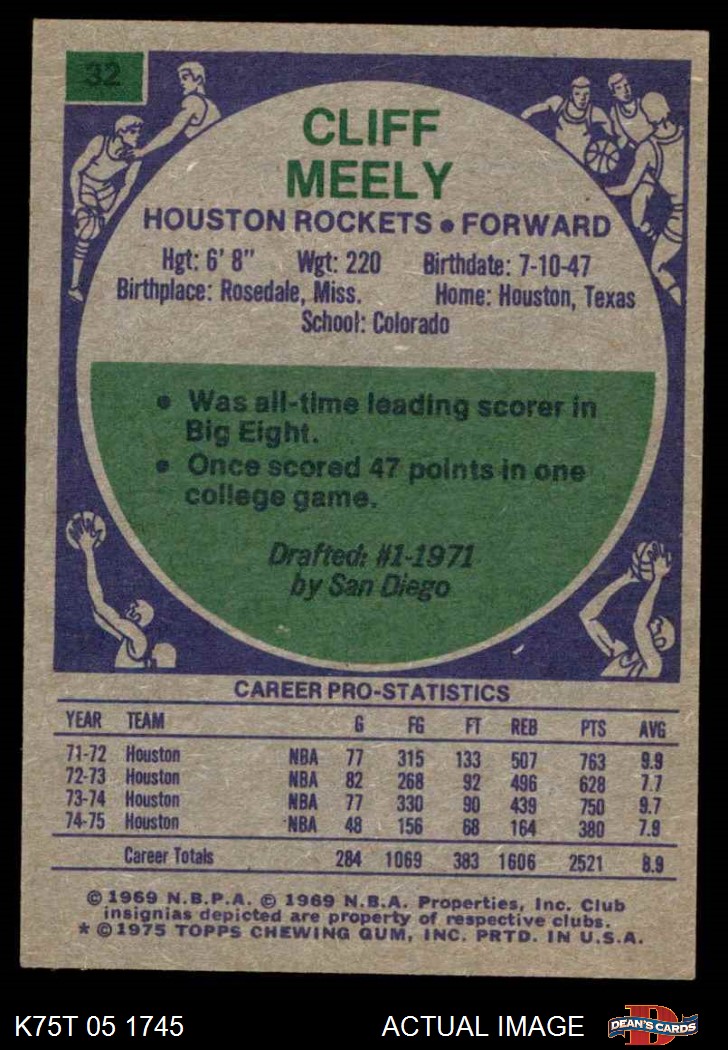 32
CLIFF
MEELY
HOUSTON ROCKETS • FORWARD
Hgt: 6' 8" Wgt: 220 Birthdate: 7-10-47
Birthplace: Rosedale, Miss. Home: Houston, Texas
School: Colorado
• Was all-time leading scorer in
Big Eight.
• Once scored 47 points in one
college game.
Drafted: #1-1971
by San Diego
CAREER PRO-STATISTICS
YEAR TEAM G FG FT REB PTS AVG
71-72 Houston NBA 77 315 133 507 763 9.9
72-73 Houston NBA 82 268 92 496 628 7.7
73-74 Houston NBA 77 330 90 439 750 9.7
74-75 Houston NBA 48 156 68 164 380 7.9
Career Totals 284 1069 383 1606 2521 8.9
© 1969 N.B.P.A. © 1969 N.B.A. Properties, Inc. Club
insignias depicted are property of respective clubs.
* © 1975 TOPPS CHEWING GUM, INC. PRTD. IN U.S.A.
K75T 05 1745 ACTUAL IMAGE D DEAN'S CARDS